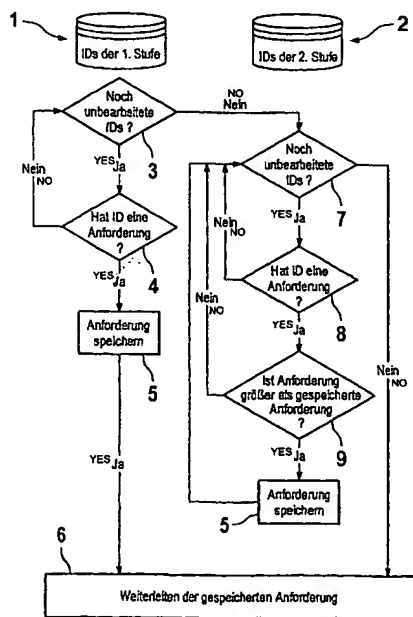 1
IDs der 1. Stufe
IDs der 2. Stufe
2
Noch
unbearbeitete
IDs ?
3
NO
Nein
YES Ja
Nein NO
Hat ID eine
Anforderung
?
4
YES Ja
Anforderung
speichern
5
YES Ja
Noch
unbearbeitete
IDs ?
7
YES Ja
Nein NO
Nein NO
Hat ID eine
Anforderung
?
8
YES Ja
Ist Anforderung
größer als gespeicherte
Anforderung
?
9
Nein NO
YES Ja
Anforderung
speichern
5
6
Weiterleiten der gespeicherten Anforderung